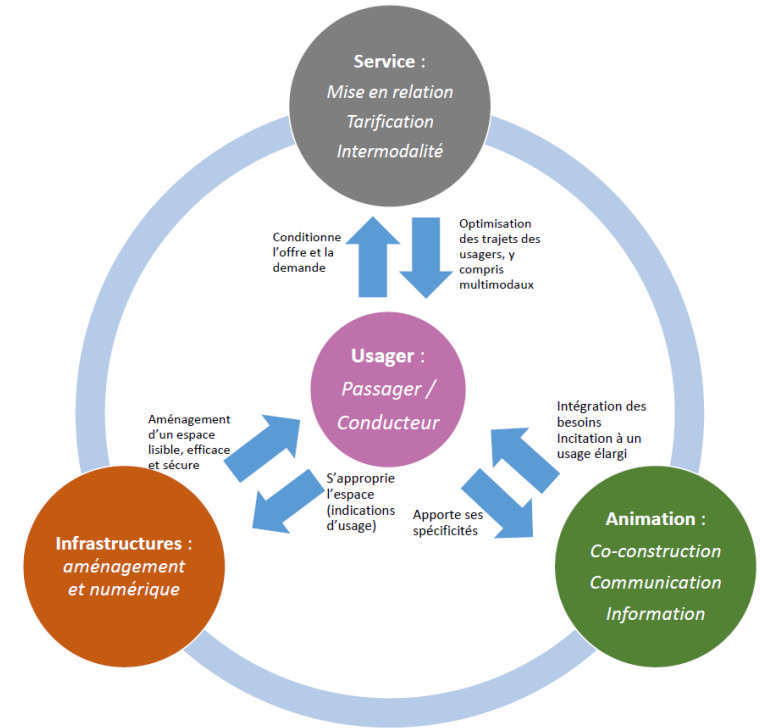 Service :
Mise en relation
Tarification
Intermodalité
Conditionne
l’offre et la
demande
Optimisation
des trajets des
usagers, y
compris
multimodaux
Usager :
Passager /
Conducteur
Aménagement
d’un espace
lisible, efficace
et sécure
S’approprie
l’espace
(indications
d’usage)
Intégration des
besoins
Incitation à un
usage élargi
Apporte ses
spécificités
Infrastructures :
aménagement
et numérique
Animation :
Co-construction
Communication
Information